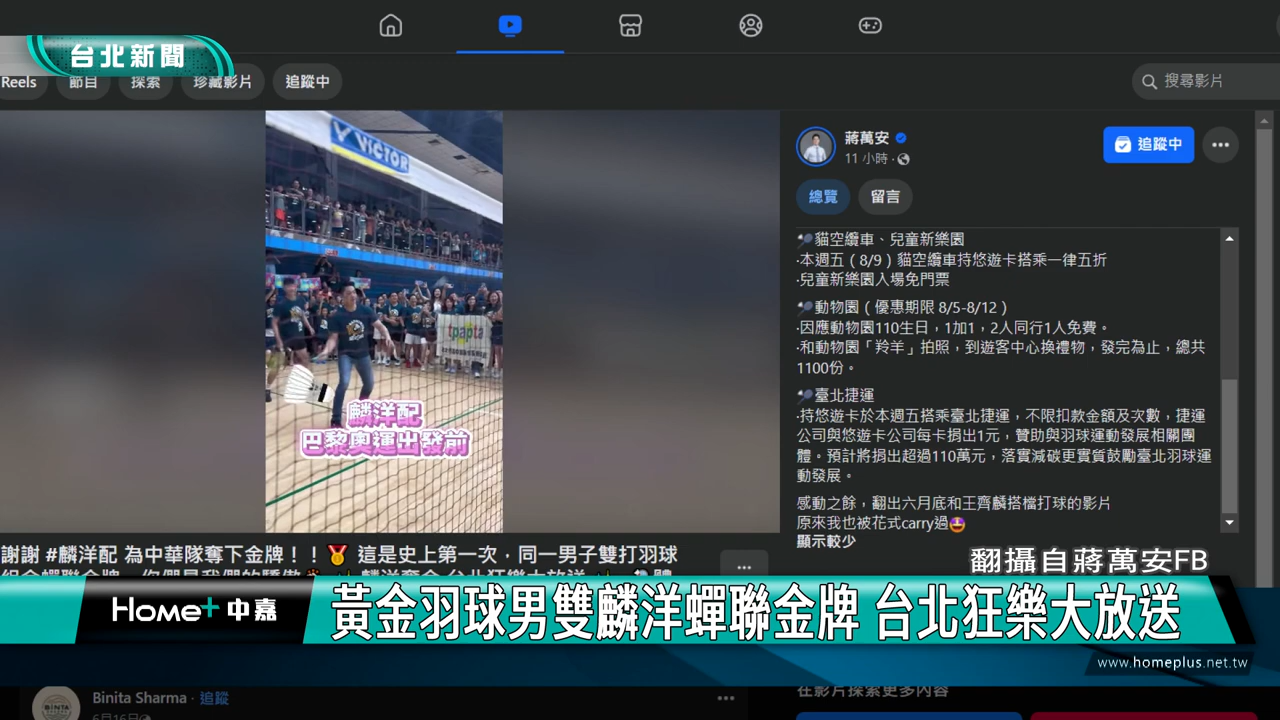 台北新聞
Reels
節目
探索
珍藏影片
追蹤中
搜尋影片
VICTOR
tpapta
麟洋配
巴黎奧運出發前
蔣萬安
11 小時
追蹤中
總覽
留言
貓空纜車、兒童新樂園
·本週五（8/9）貓空纜車持悠遊卡搭乘一律五折
·兒童新樂園入場免門票
動物園（優惠期限 8/5-8/12）
·因應動物園110生日，1加1，2人同行1人免費。
·和動物園「羚羊」拍照，到遊客中心換禮物，發完為止，總共
1100份。
臺北捷運
·持悠遊卡於本週五搭乘臺北捷運，不限扣款金額及次數，捷運
公司與悠遊卡公司每卡捐出1元，贊助與羽球運動發展相關團
體。預計將捐出超過110萬元，落實減碳更實質鼓勵臺北羽球運
動發展。
感動之餘，翻出六月底和王齊麟搭檔打球的影片
原來我也被花式carry過🤩
顯示較少
謝謝 #麟洋配 為中華隊奪下金牌！！🏅 這是史上第一次，同一男子雙打羽球
翻攝自蔣萬安FB
Home+ 中嘉
黃金羽球男雙麟洋蟬聯金牌 台北狂樂大放送
www.homeplus.net.tw
Binita Sharma · 追蹤
6月16日
在影片探索更多內容